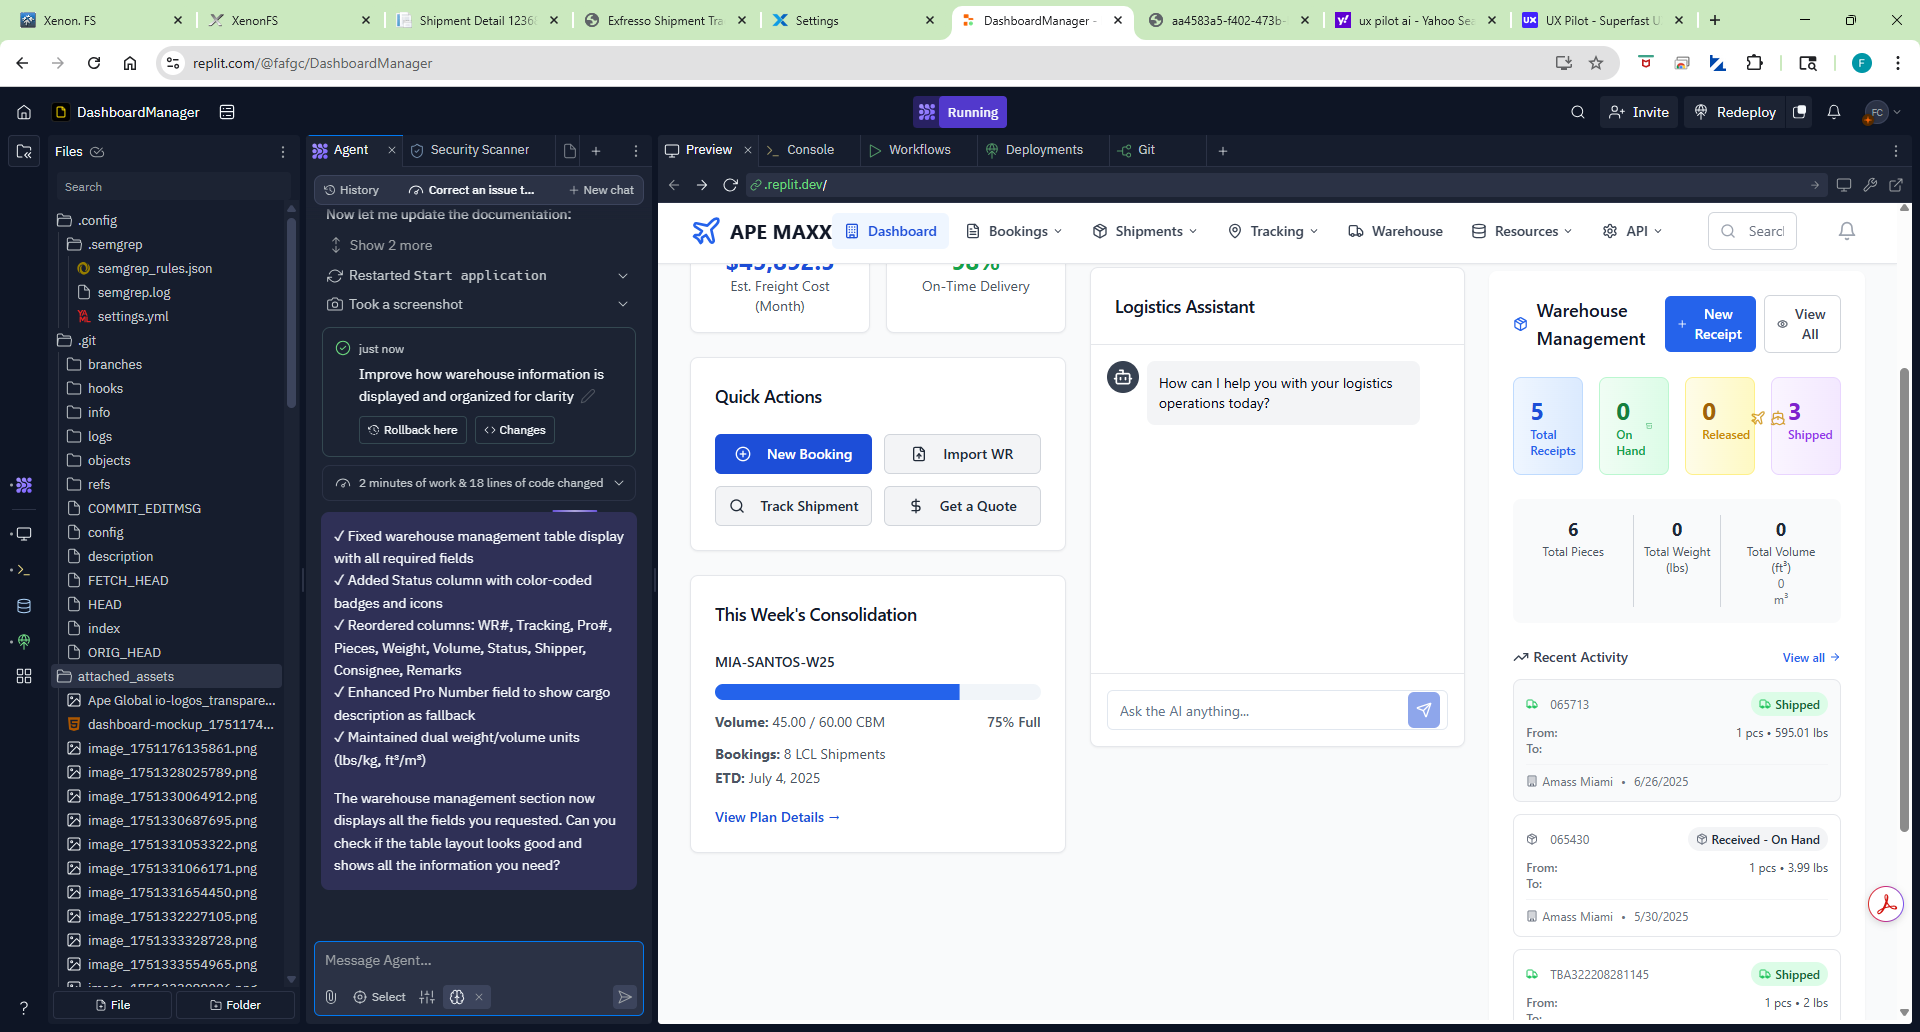 Xenon. FS
XenonFS
Shipment Detail 1236
Exfresso Shipment Tra
Settings
DashboardManager -
aa4583a5-f402-473b-
ux pilot ai - Yahoo Sea
UX Pilot - Superfast U
replit.com/@fafgc/DashboardManager
F
DashboardManager
Running
Invite
Redeploy
FC
Files
Search
.config
.semgrep
semgrep_rules.json
semgrep.log
settings.yml
.git
branches
hooks
info
logs
objects
refs
COMMIT_EDITMSG
config
description
FETCH_HEAD
HEAD
index
ORIG_HEAD
attached_assets
Ape Global io-logos_transpare...
dashboard-mockup_1751174...
image_1751176135861.png
image_1751328025789.png
image_1751330064912.png
image_1751330687695.png
image_1751331053322.png
image_1751331066171.png
image_1751331654450.png
image_1751332227105.png
image_1751333328728.png
image_1751333554965.png
File
Folder
Agent
Security Scanner
History
Correct an issue t...
New chat
Now let me update the documentation:
Show 2 more
Restarted Start application
Took a screenshot
just now
Improve how warehouse information is
displayed and organized for clarity
Rollback here
Changes
2 minutes of work & 18 lines of code changed
✓ Fixed warehouse management table display
with all required fields
✓ Added Status column with color-coded
badges and icons
✓ Reordered columns: WR#, Tracking, Pro#,
Pieces, Weight, Volume, Status, Shipper,
Consignee, Remarks
✓ Enhanced Pro Number field to show cargo
description as fallback
✓ Maintained dual weight/volume units
(lbs/kg, ft³/m³)
The warehouse management section now
displays all the fields you requested. Can you
check if the table layout looks good and
shows all the information you need?
Message Agent...
Select
Preview
Console
Workflows
Deployments
Git
.replit.dev/
APE MAXX
Dashboard
Bookings
Shipments
Tracking
Warehouse
Resources
API
Searcl
$45,892.5
Est. Freight Cost
(Month)
98%
On-Time Delivery
Quick Actions
New Booking
Import WR
Track Shipment
Get a Quote
This Week's Consolidation
MIA-SANTOS-W25
Volume: 45.00 / 60.00 CBM
75% Full
Bookings: 8 LCL Shipments
ETD: July 4, 2025
View Plan Details →
Logistics Assistant
How can I help you with your logistics
operations today?
Ask the AI anything...
Warehouse
Management
+ New
Receipt
View
All
5
Total
Receipts
0
On
Hand
0
Released
3
Shipped
6
Total Pieces
0
Total Weight
(lbs)
0
Total Volume
(ft³)
0
m³
Recent Activity
View all →
065713
Shipped
From:
1 pcs • 595.01 lbs
To:
Amass Miami • 6/26/2025
065430
Received - On Hand
From:
1 pcs • 3.99 lbs
To:
Amass Miami • 5/30/2025
TBA322208281145
Shipped
From:
1 pcs • 2 lbs
To: